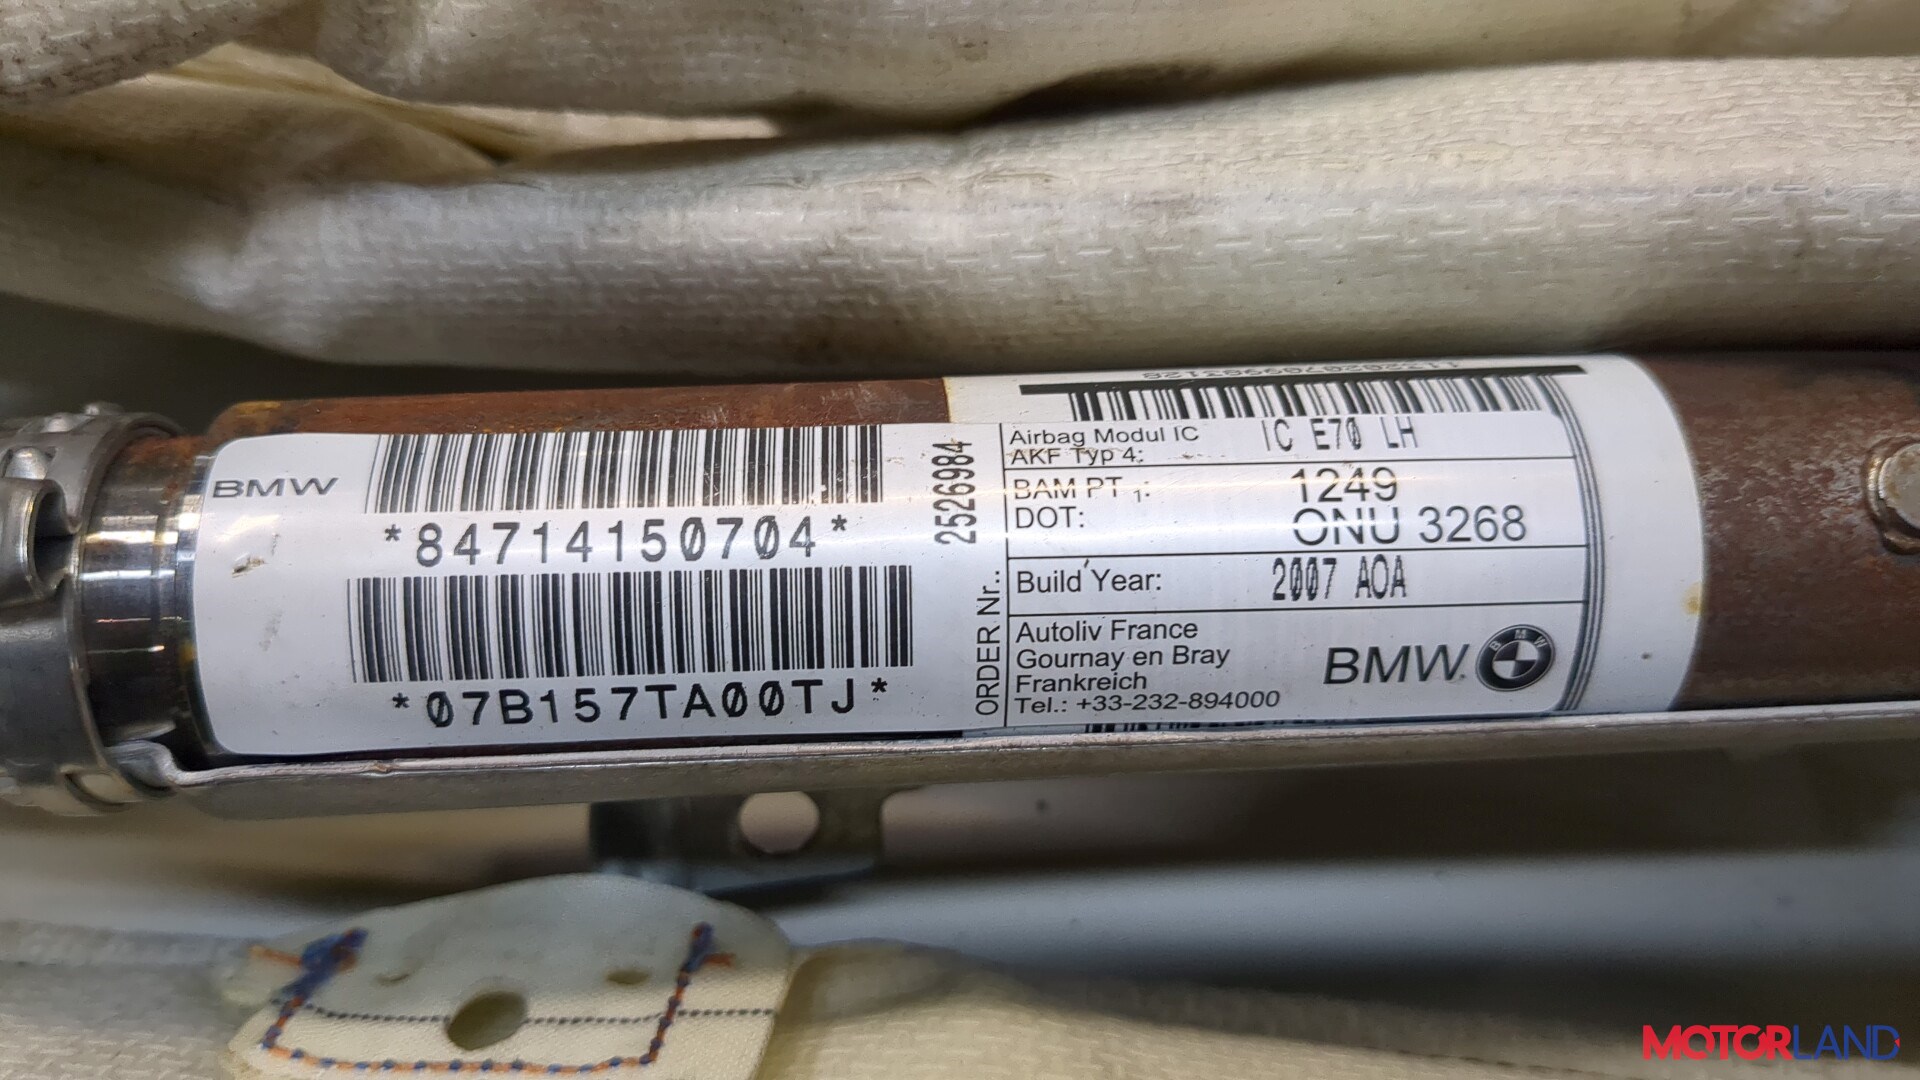 BMW
*84714150704*
*07B157TA00TJ*
ORDER Nr.: 2526984
Airbag Modul IC IC E70 LH
AKF Typ 4:
BAM PT 1: 1249
DOT: ONU 3268
Build Year: 2007 AOA
Autoliv France
Gournay en Bray
Frankreich
Tel.: +33-232-894000
BMW
BMW
MOTORLAND